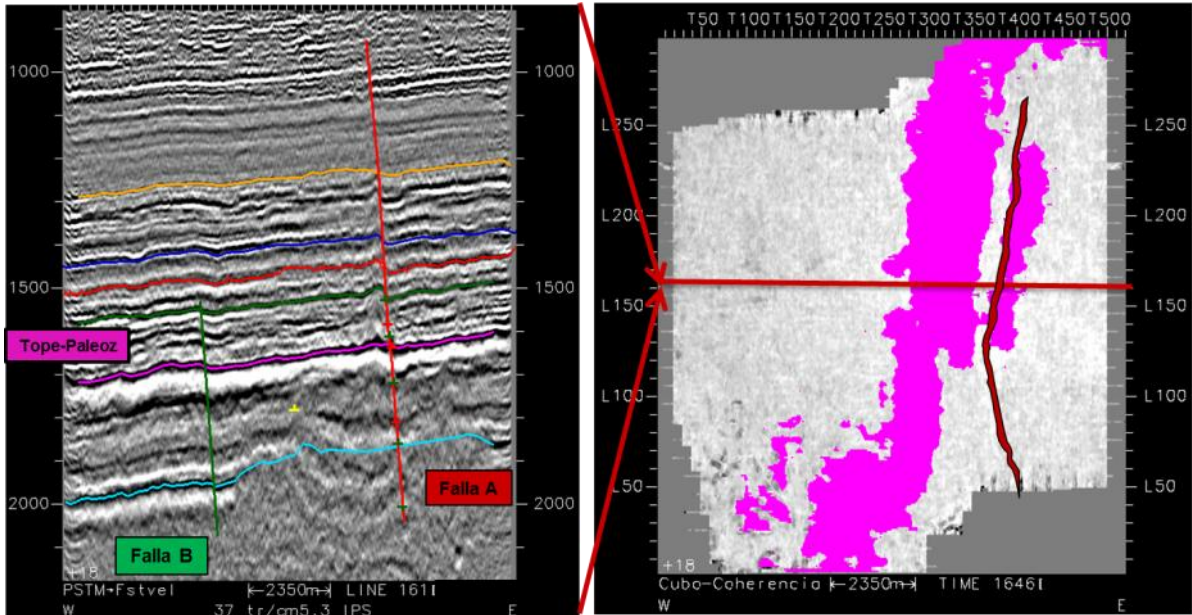 1000
1500
2000
1000
1500
2000
Tope-Paleoz
Falla A
Falla B
+18
PSTM→Fstvel |←2350m→| LINE 161
W 37 tr/cm5.3 IPS E
T50 T100 T150 T200 T250 T300 T350 T400 T450 T500
L250
L200
L150
L100
L50
L250
L200
L150
L100
L50
+18
Cubo-Coherencia |←2350m→| TIME 1646
W E